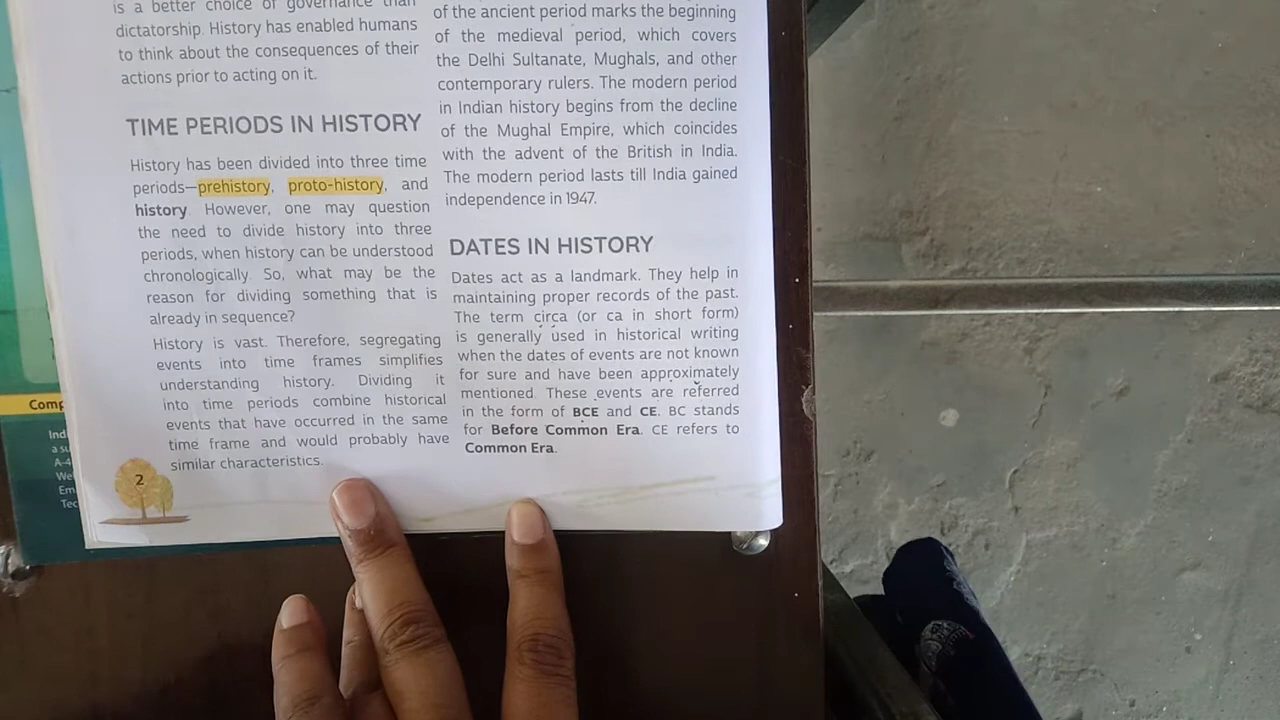 is a better choice of governance than
dictatorship. History has enabled humans
to think about the consequences of their
actions prior to acting on it.
TIME PERIODS IN HISTORY
History has been divided into three time
periods—prehistory, proto-history, and
history. However, one may question
the need to divide history into three
periods, when history can be understood
chronologically. So, what may be the
reason for dividing something that is
already in sequence?
History is vast. Therefore, segregating
events into time frames simplifies
understanding history. Dividing it
into time periods combine historical
events that have occurred in the same
time frame and would probably have
similar characteristics.
2
of the ancient period marks the beginning
of the medieval period, which covers
the Delhi Sultanate, Mughals, and other
contemporary rulers. The modern period
in Indian history begins from the decline
of the Mughal Empire, which coincides
with the advent of the British in India.
The modern period lasts till India gained
independence in 1947.
DATES IN HISTORY
Dates act as a landmark. They help in
maintaining proper records of the past.
The term circa (or ca in short form)
is generally used in historical writing
when the dates of events are not known
for sure and have been approximately
mentioned. These events are referred
in the form of BCE and CE. BC stands
for Before Common Era. CE refers to
Common Era.
Comp
Indi
a su
A-4
Wel
Em
Tec